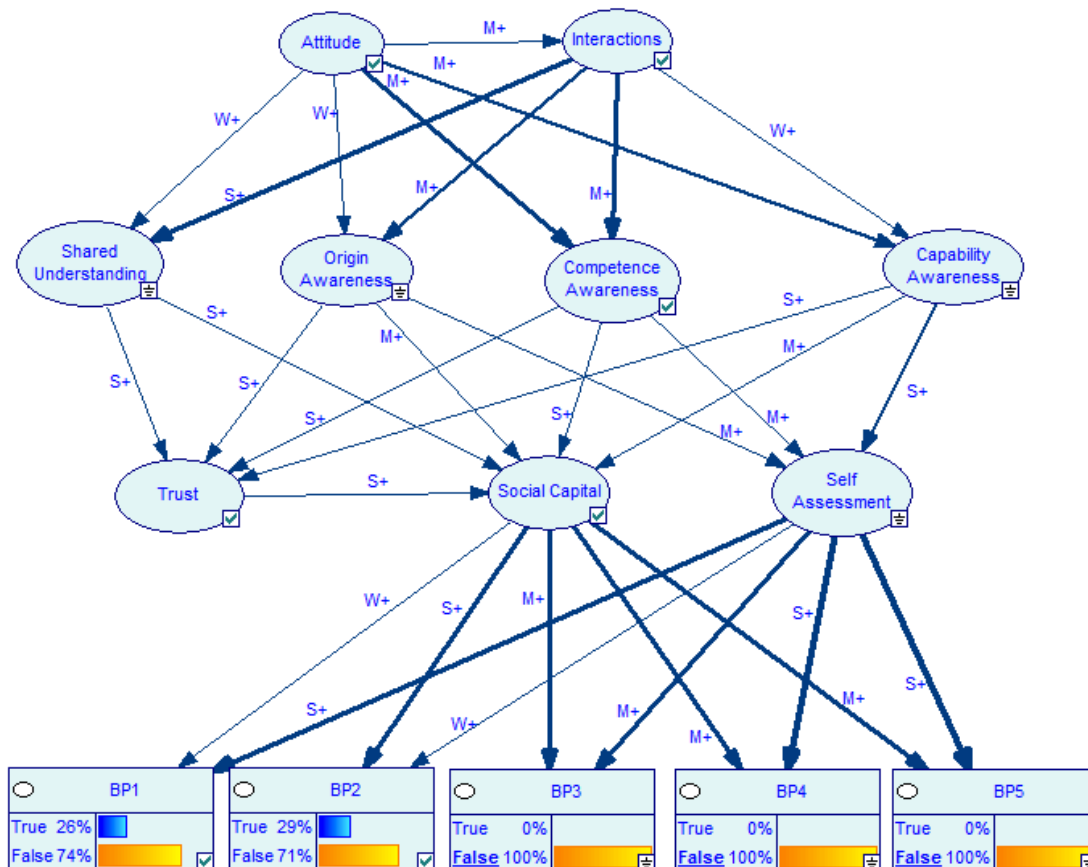 Attitude
M+
Interactions
M+
M+
W+
W+
W+
S+
M+
M+
Shared
Understanding
Origin
Awareness
Competence
Awareness
Capability
Awareness
S+
S+
M+
M+
S+
S+
S+
S+
M+
S+
M+
Trust
S+
Social Capital
Self
Assessment
W+
S+
M+
S+
S+
S+
W+
M+
M+
M+
BP1
True 26%
False 74%
BP2
True 29%
False 71%
BP3
True 0%
False 100%
BP4
True 0%
False 100%
BP5
True 0%
False 100%